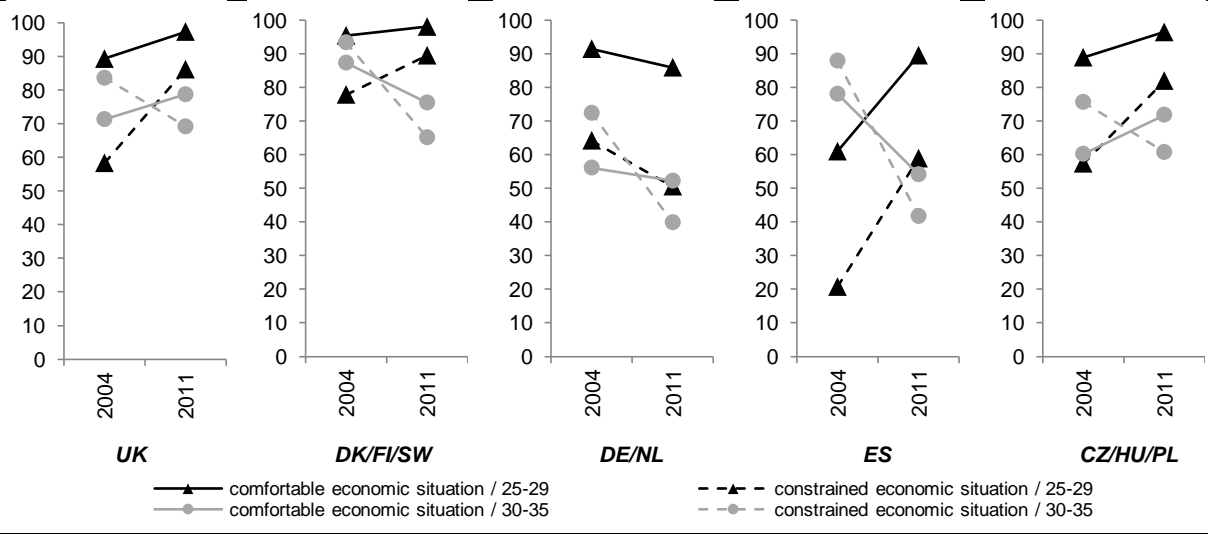 100 100 100 100 100
90 90 90 90 90
80 80 80 80 80
70 70 70 70 70
60 60 60 60 60
50 50 50 50 50
40 40 40 40 40
30 30 30 30 30
20 20 20 20 20
10 10 10 10 10
0 0 0 0 0
2004 2011 2004 2011 2004 2011 2004 2011 2004 2011
UK DK/FI/SW DE/NL ES CZ/HU/PL
comfortable economic situation / 25-29 constrained economic situation / 25-29
comfortable economic situation / 30-35 constrained economic situation / 30-35